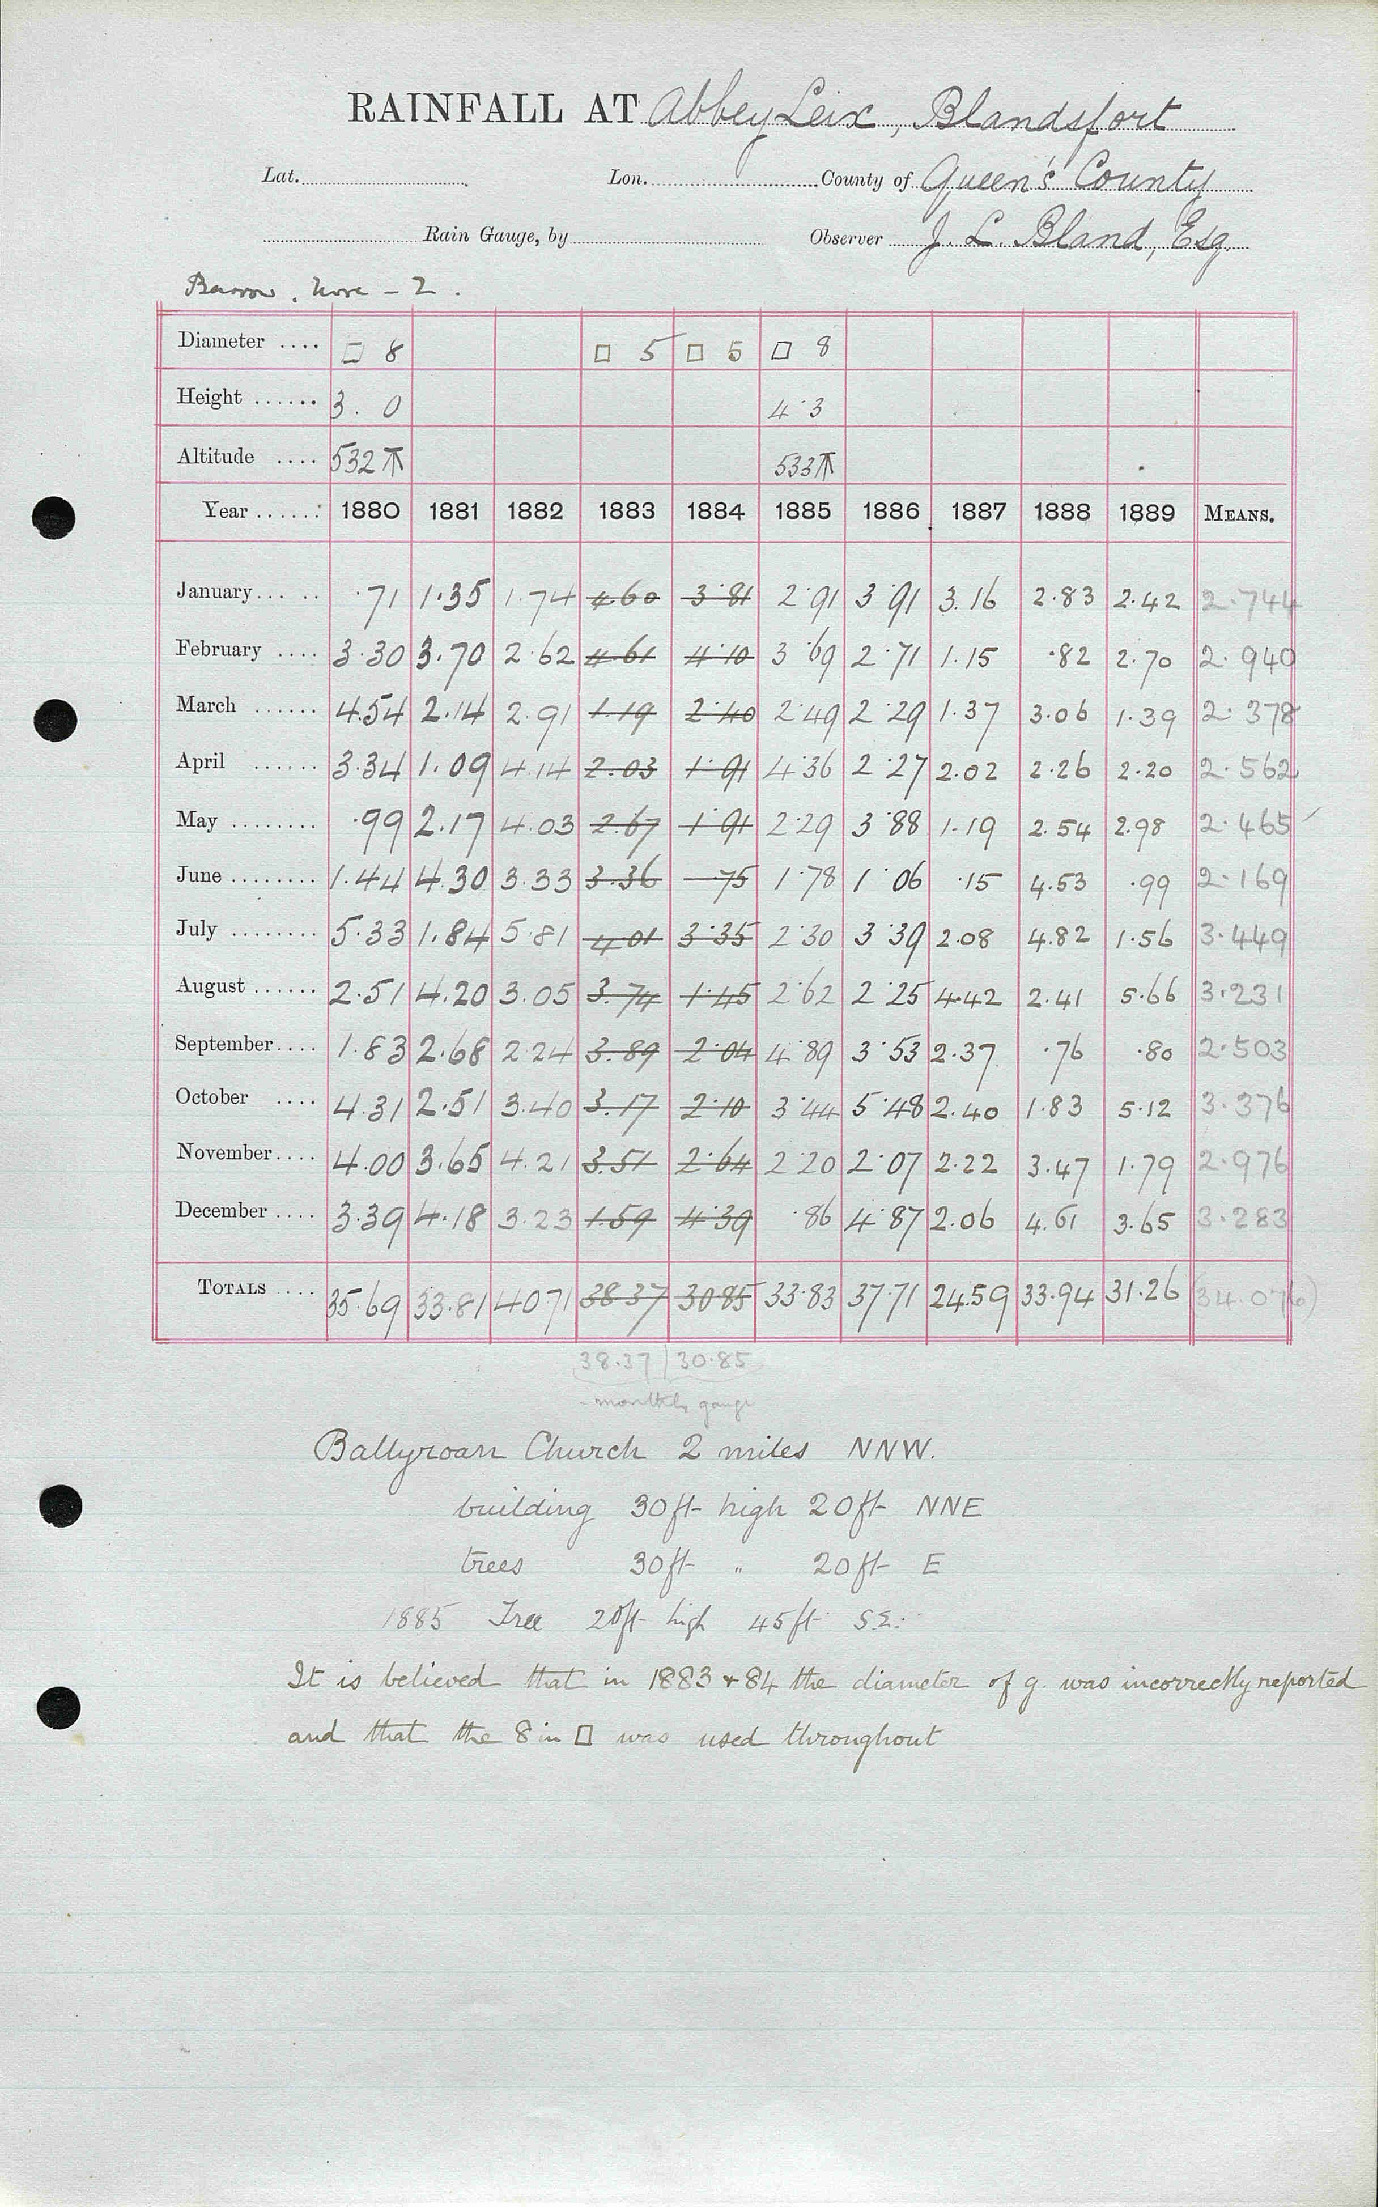 RAINFALL AT Abbey Leix, Blandsfort
Lat. Lon. County of Queen's County
Rain Gauge, by Observer J. L. Bland, Esq.
Barrow, Nore - 2.
Diameter .... □ 8 □ 5 □ 5 □ 8
Height ...... 3. 0 4·3
Altitude .... 532⊼ 533⊼
Year ...... 1880 1881 1882 1883 1884 1885 1886 1887 1888 1889 MEANS.
January... .. ·71 1·35 1·74 4·60 3·81 2·91 3·91 3.16 2·83 2·42 2·744
February .... 3·30 3.70 2·62 4·61 4·10 3·69 2·71 1·15 ·82 2·70 2·940
March ...... 4.54 2.14 2·91 1·19 2·40 2·49 2·29 1·37 3·06 1·39 2·378
April ...... 3·34 1.09 4·14 2.03 1·91 4·36 2·27 2·02 2·26 2·20 2·562
May ........ ·99 2.17 4·03 2·67 1·91 2·29 3·88 1·19 2·54 2·98 2·465
June ........ 1·44 4.30 3·33 3·36 ·75 1·78 1·06 ·15 4·53 ·99 2·169
July ........ 5·33 1.84 5·81 4·01 3·35 2·30 3·39 2·08 4·82 1·56 3·449
August ...... 2·51 4.20 3·05 3·74 1·45 2·62 2·25 4·42 2·41 5·66 3·231
September.... 1·83 2.68 2·24 3·89 2·04 4·89 3·53 2·37 ·76 ·80 2·503
October .... 4·31 2·51 3·40 3·17 2·10 3·44 5·48 2·40 1·83 5·12 3·376
November.... 4·00 3.65 4·21 3·51 2·64 2·20 2·07 2·22 3·47 1·79 2·976
December .... 3·39 4·18 3·23 1·59 4·39 ·86 4·87 2·06 4·61 3·65 3·283
TOTALS .... 35·69 33·81 40·71 38·37 30·85 33·83 37·71 24·59 33·94 31·26 (34.076)
38·37 | 30·85
monthly gauge
Ballyroan Church 2 miles NNW.
building 30ft high 20ft NNE
trees 30ft " 20ft E
1885 Tree 20ft high 45ft S.E.
It is believed that in 1883 + 84 the diameter of g. was incorrectly reported
and that the 8 in □ was used throughout